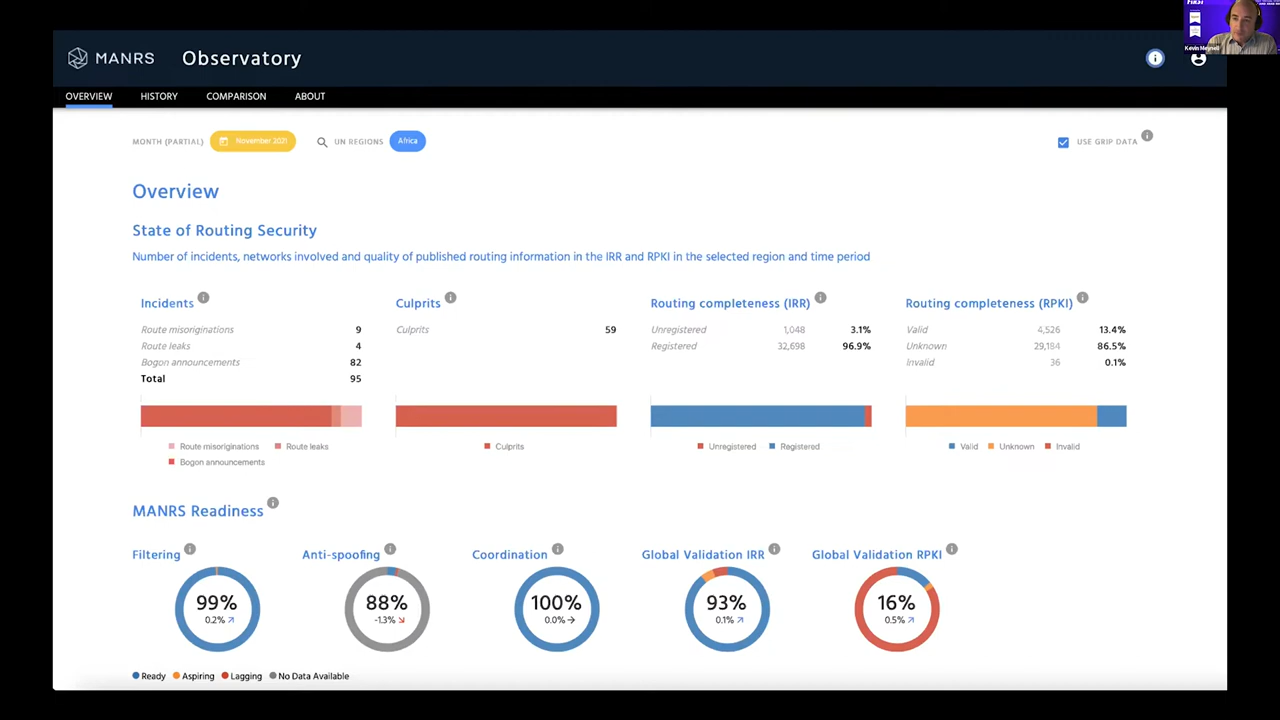 Kevin Meynell
MANRS Observatory
OVERVIEW HISTORY COMPARISON ABOUT
MONTH (PARTIAL) November 2021 UN REGIONS Africa USE GRIP DATA
Overview
State of Routing Security
Number of incidents, networks involved and quality of published routing information in the IRR and RPKI in the selected region and time period
Incidents Culprits Routing completeness (IRR) Routing completeness (RPKI)
Route misoriginations 9 Culprits 59 Unregistered 1,048 3.1% Valid 4,526 13.4%
Route leaks 4 Registered 32,698 96.9% Unknown 29,184 86.5%
Bogon announcements 82 Invalid 36 0.1%
Total 95
Route misoriginations Route leaks Culprits Unregistered Registered Valid Unknown Invalid
Bogon announcements
MANRS Readiness
Filtering Anti-spoofing Coordination Global Validation IRR Global Validation RPKI
99% 88% 100% 93% 16%
0.2% -1.3% 0.0% 0.1% 0.5%
Ready Aspiring Lagging No Data Available